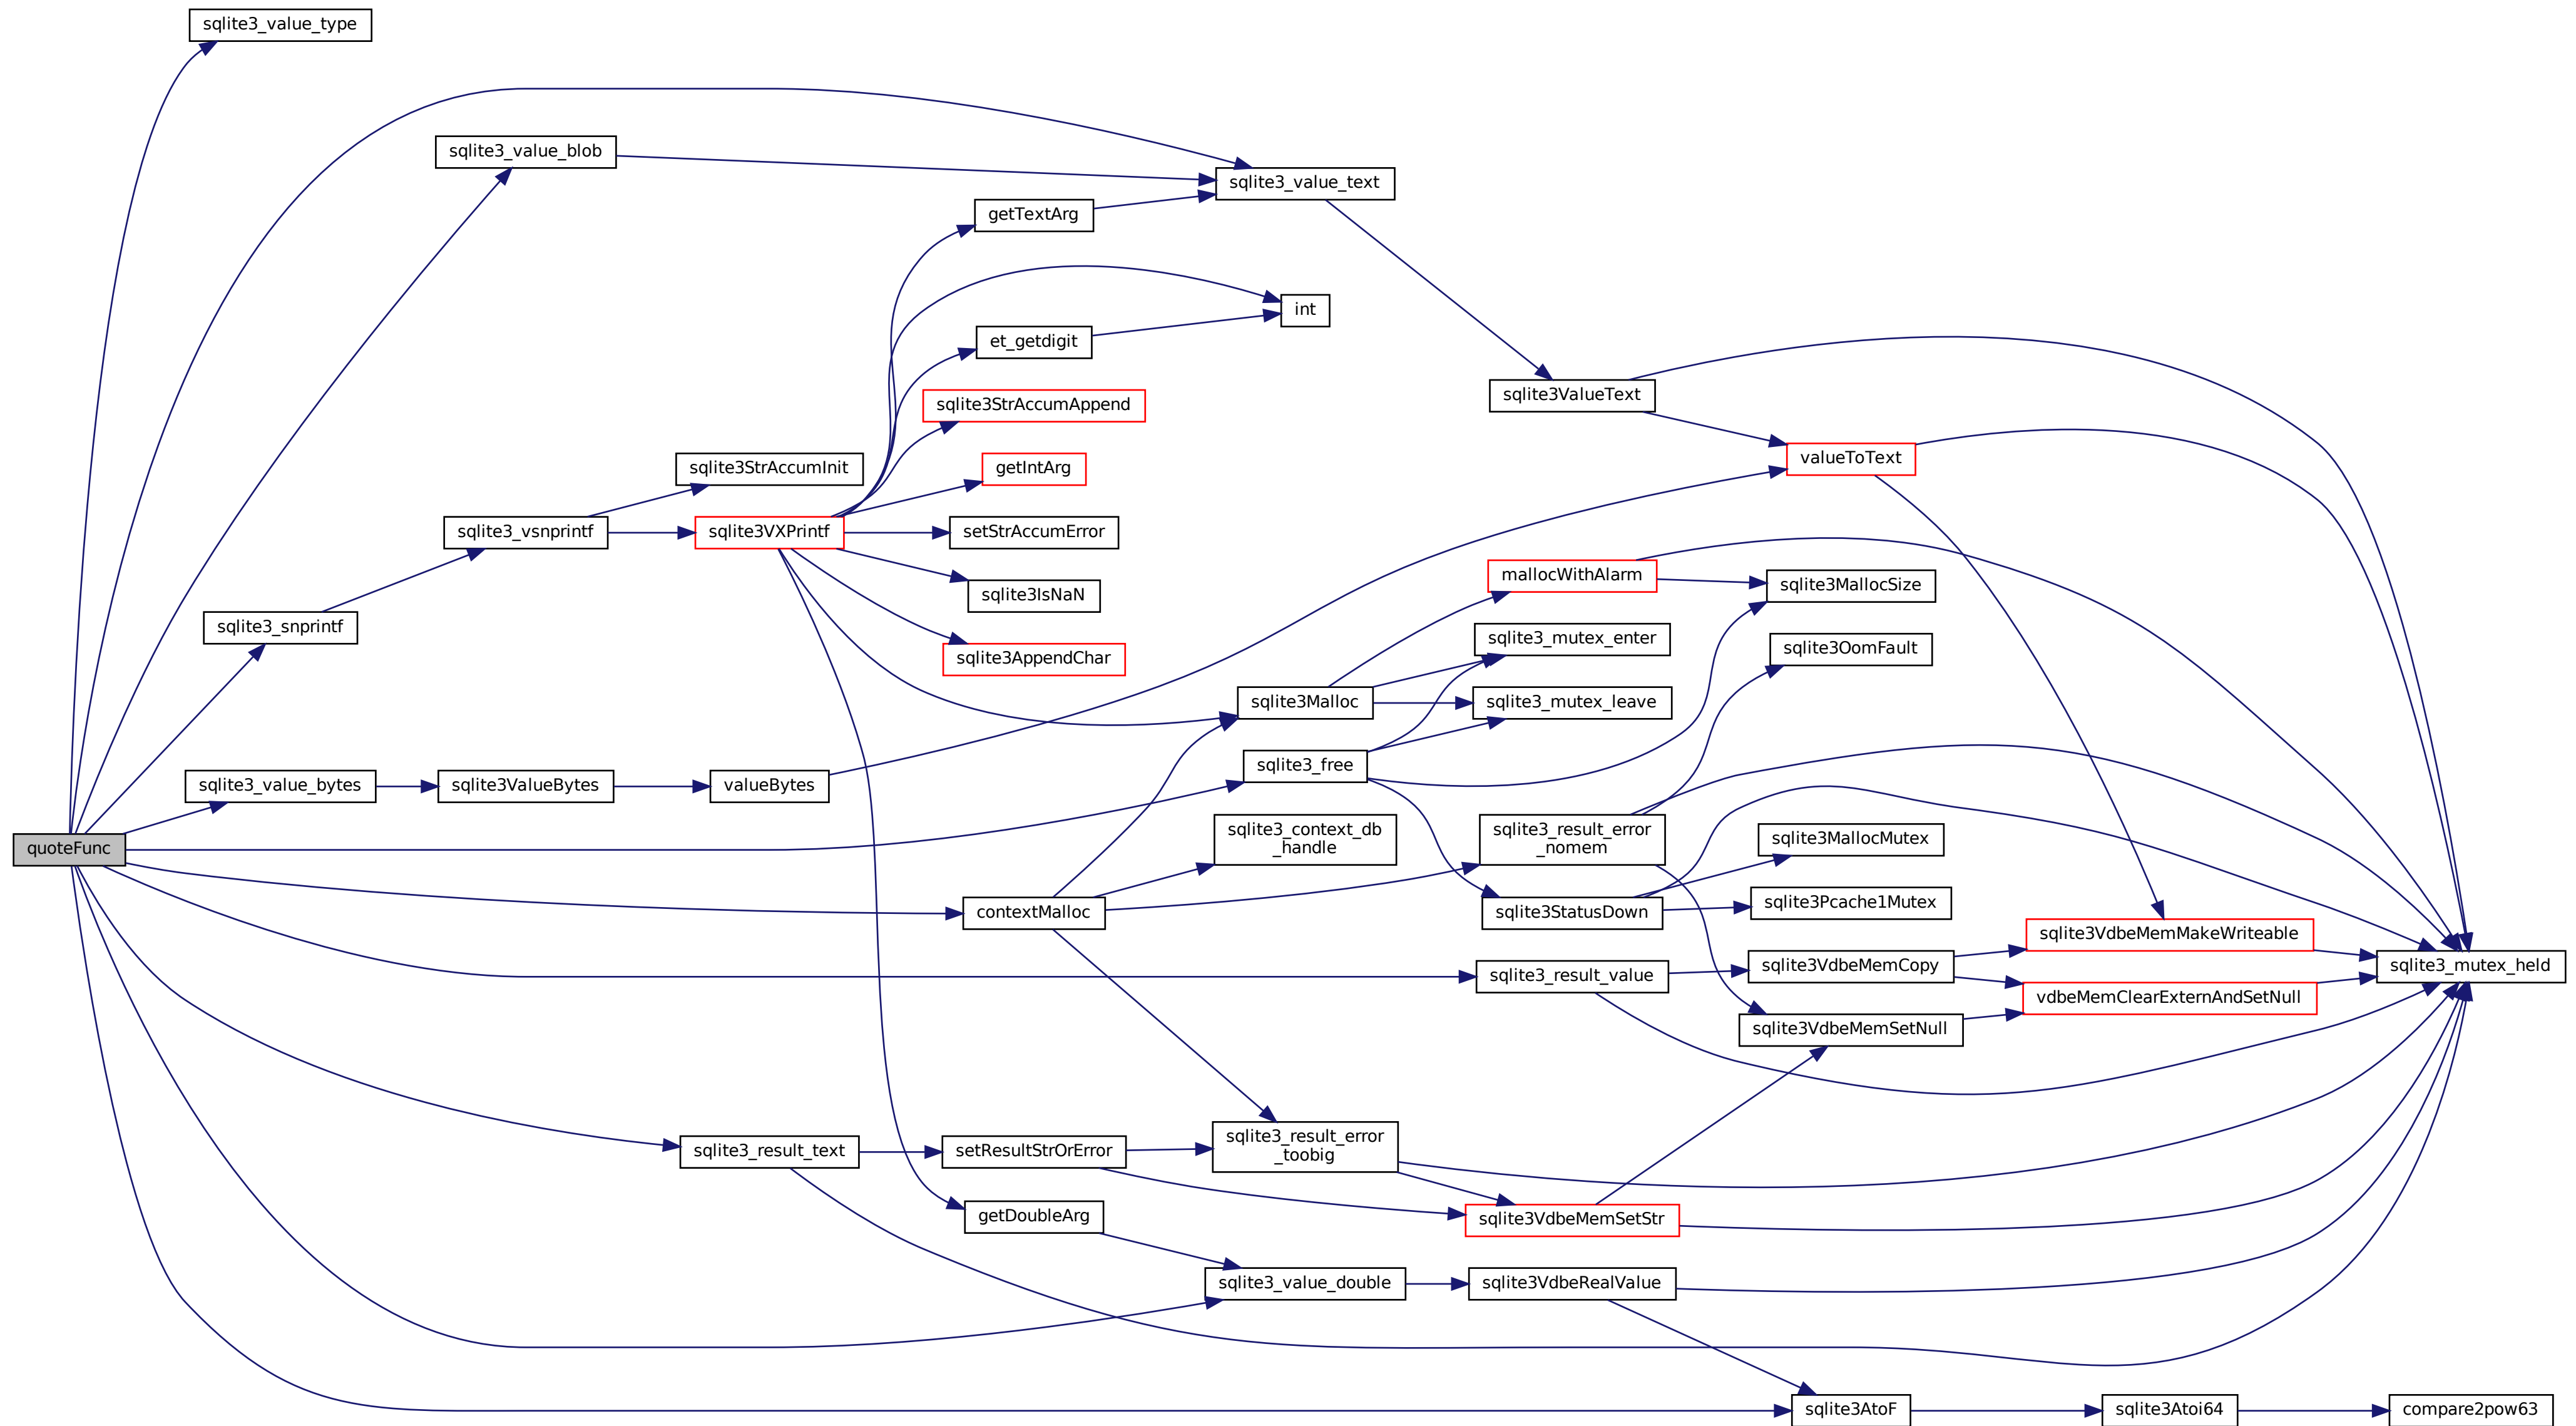 sqlite3_value_type
sqlite3_value_blob
sqlite3_value_text
getTextArg
int
et_getdigit
sqlite3ValueText
sqlite3StrAccumAppend
valueToText
sqlite3StrAccumInit
getIntArg
sqlite3_vsnprintf
sqlite3VXPrintf
setStrAccumError
mallocWithAlarm
sqlite3MallocSize
sqlite3IsNaN
sqlite3_snprintf
sqlite3_mutex_enter
sqlite3OomFault
sqlite3AppendChar
sqlite3Malloc
sqlite3_mutex_leave
sqlite3_free
sqlite3_value_bytes
sqlite3ValueBytes
valueBytes
sqlite3_context_db
_handle
sqlite3_result_error
_nomem
sqlite3MallocMutex
quoteFunc
sqlite3Pcache1Mutex
contextMalloc
sqlite3StatusDown
sqlite3VdbeMemMakeWriteable
sqlite3_result_value
sqlite3VdbeMemCopy
sqlite3_mutex_held
vdbeMemClearExternAndSetNull
sqlite3VdbeMemSetNull
sqlite3_result_text
setResultStrOrError
sqlite3_result_error
_toobig
getDoubleArg
sqlite3VdbeMemSetStr
sqlite3_value_double
sqlite3VdbeRealValue
sqlite3AtoF
sqlite3Atoi64
compare2pow63